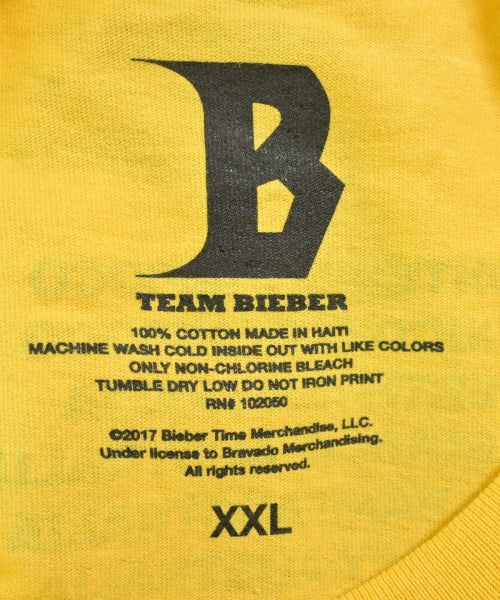 B
TEAM BIEBER
100% COTTON MADE IN HAITI
MACHINE WASH COLD INSIDE OUT WITH LIKE COLORS
ONLY NON-CHLORINE BLEACH
TUMBLE DRY LOW DO NOT IRON PRINT
RN# 102050
©2017 Bieber Time Merchandise, LLC.
Under license to Bravado Merchandising.
All rights reserved.
XXL